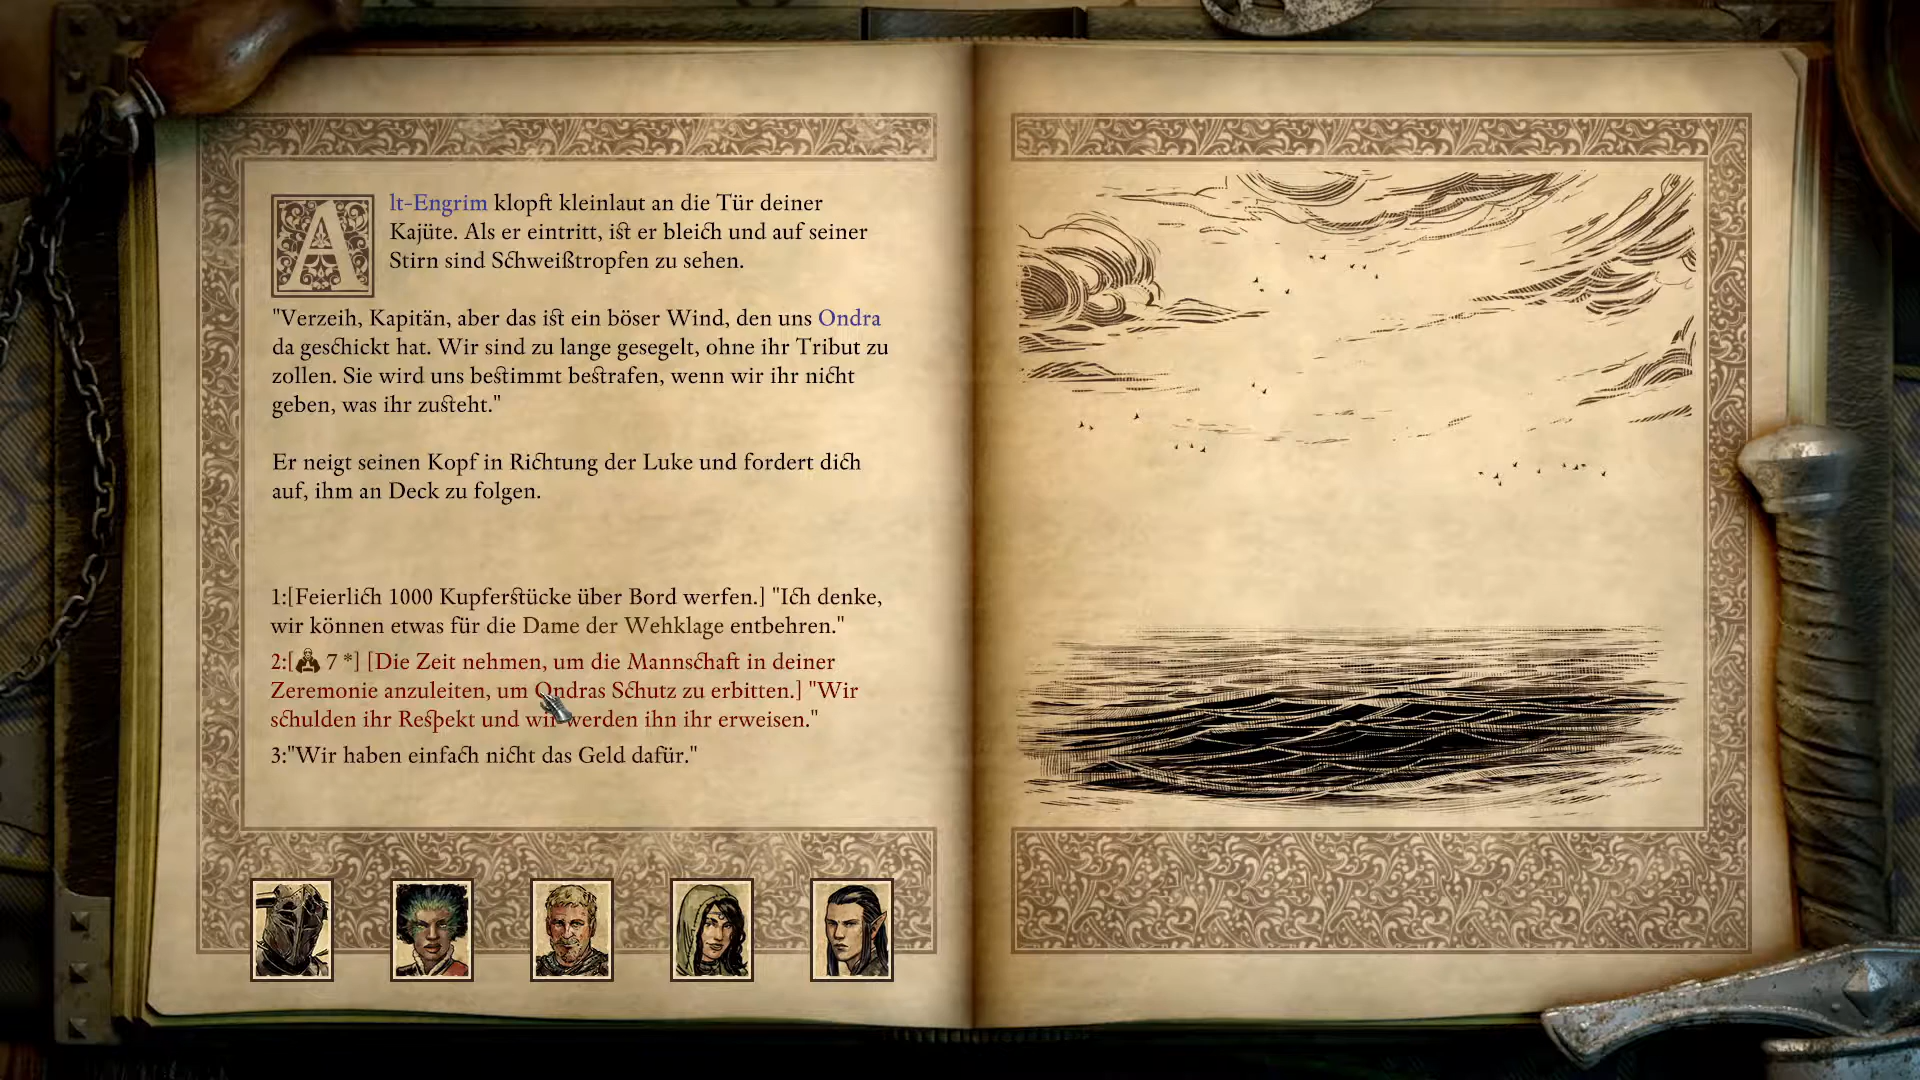 Alt-Engrim klopft kleinlaut an die Tür deiner
Kajüte. Als er eintritt, ist er bleich und auf seiner
Stirn sind Schweißtropfen zu sehen.
"Verzeih, Kapitän, aber das ist ein böser Wind, den uns Ondra
da geschickt hat. Wir sind zu lange gesegelt, ohne ihr Tribut zu
zollen. Sie wird uns bestimmt bestrafen, wenn wir ihr nicht
geben, was ihr zusteht."
Er neigt seinen Kopf in Richtung der Luke und fordert dich
auf, ihm an Deck zu folgen.
1:[Feierlich 1000 Kupferstücke über Bord werfen.] "Ich denke,
wir können etwas für die Dame der Wehklage entbehren."
2:[ 7 *] [Die Zeit nehmen, um die Mannschaft in deiner
Zeremonie anzuleiten, um Ondras Schutz zu erbitten.] "Wir
schulden ihr Respekt und wir werden ihn ihr erweisen."
3:"Wir haben einfach nicht das Geld dafür."